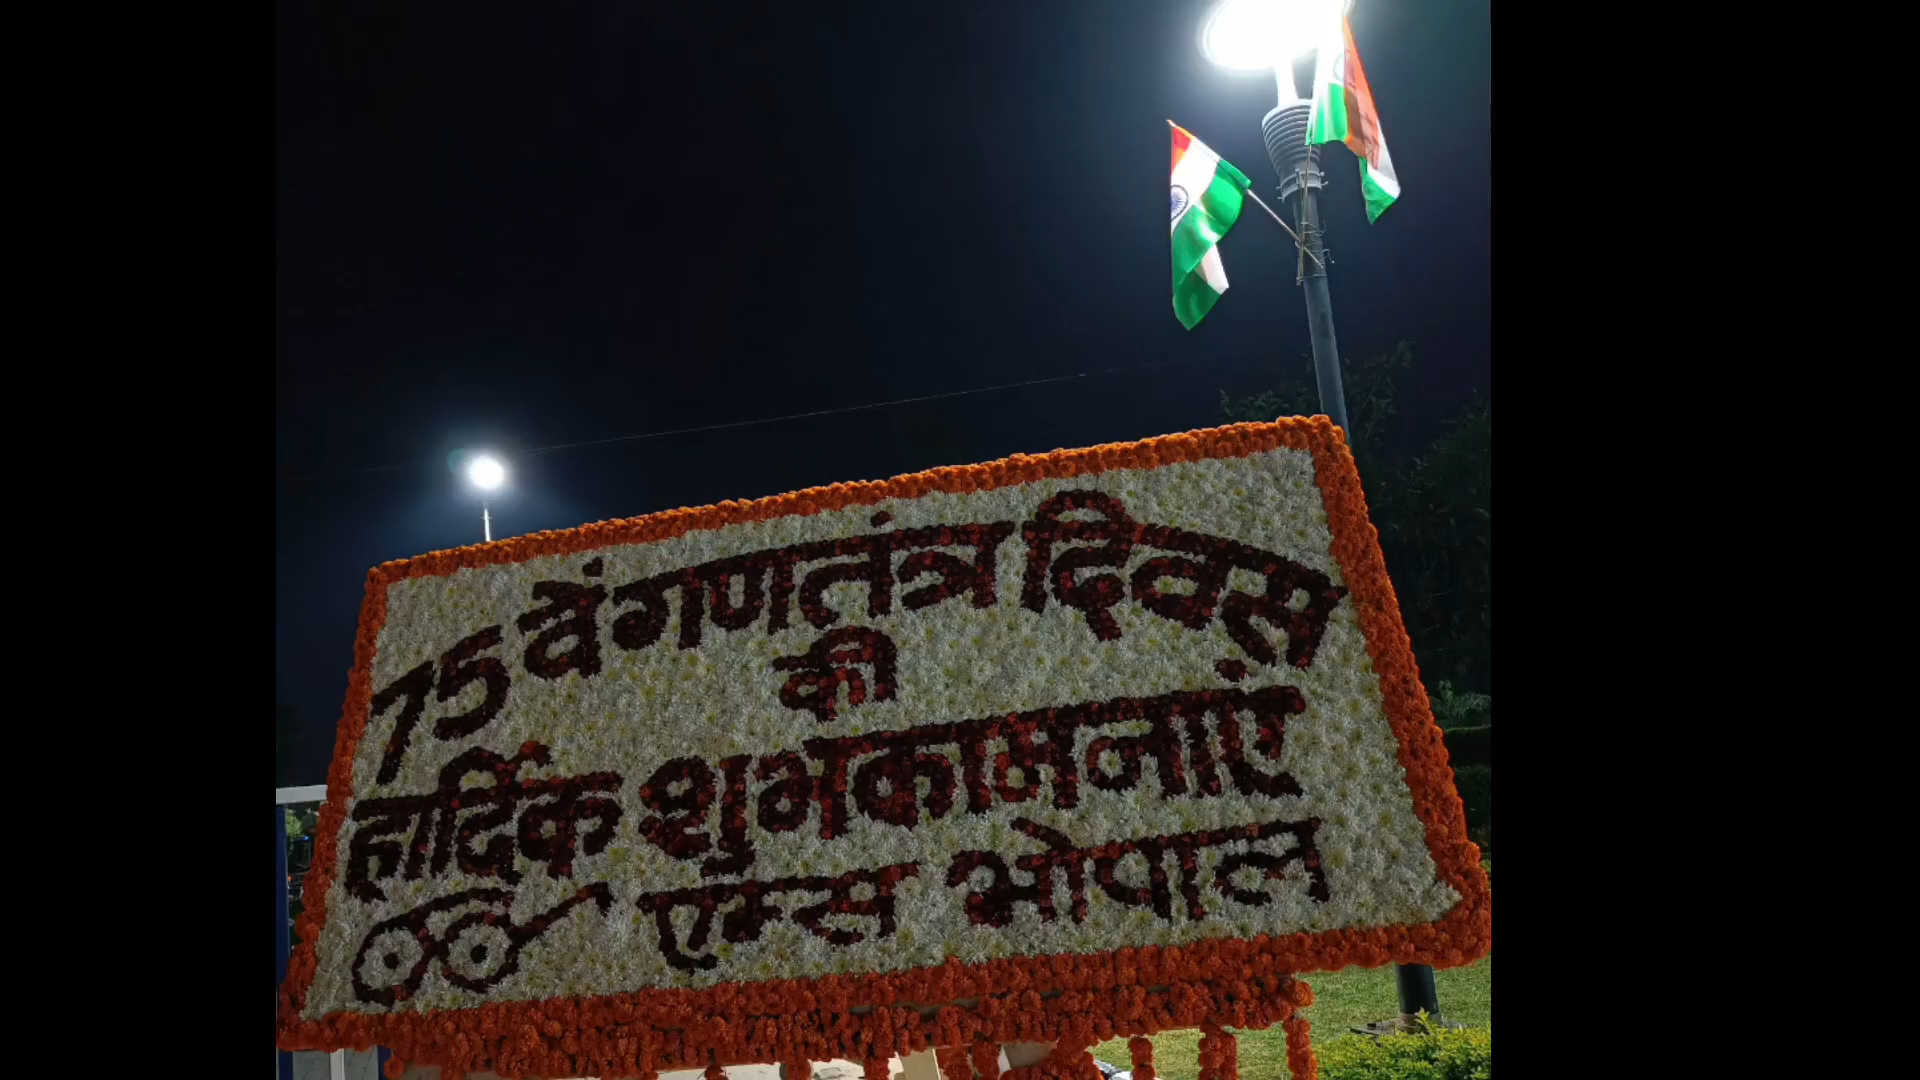 75 वें गणतंत्र दिवस
की
हार्दिक शुभकामनाए
एम्स भोपाल